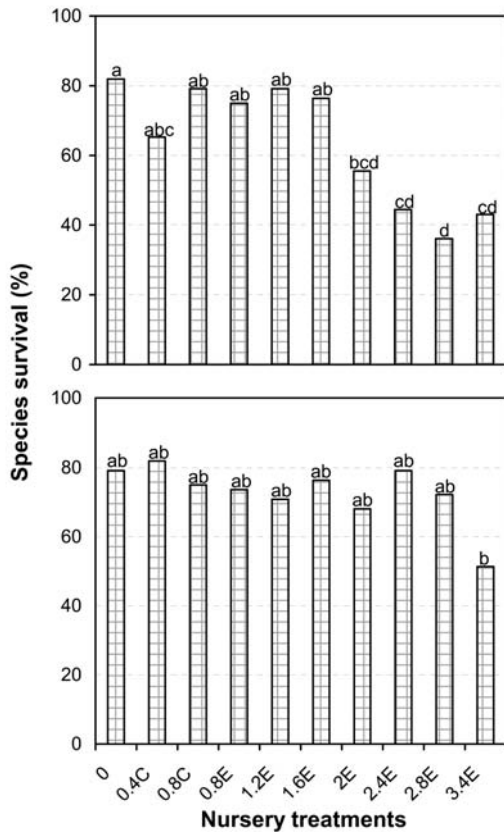 Species survival (%)
100
80
60
40
20
0
a
abc
ab
ab
ab
ab
bcd
cd
d
cd
100
80
60
40
20
0
ab
ab
ab
ab
ab
ab
ab
ab
ab
b
0
0.4C
0.8C
0.8E
1.2E
1.6E
2E
2.4E
2.8E
3.4E
Nursery treatments